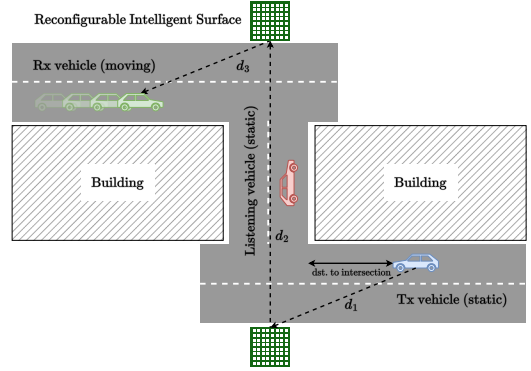 Reconfigurable Intelligent Surface
Rx vehicle (moving)
d3
Listening vehicle (static)
Building
Building
d2
dst. to intersection
d1
Tx vehicle (static)